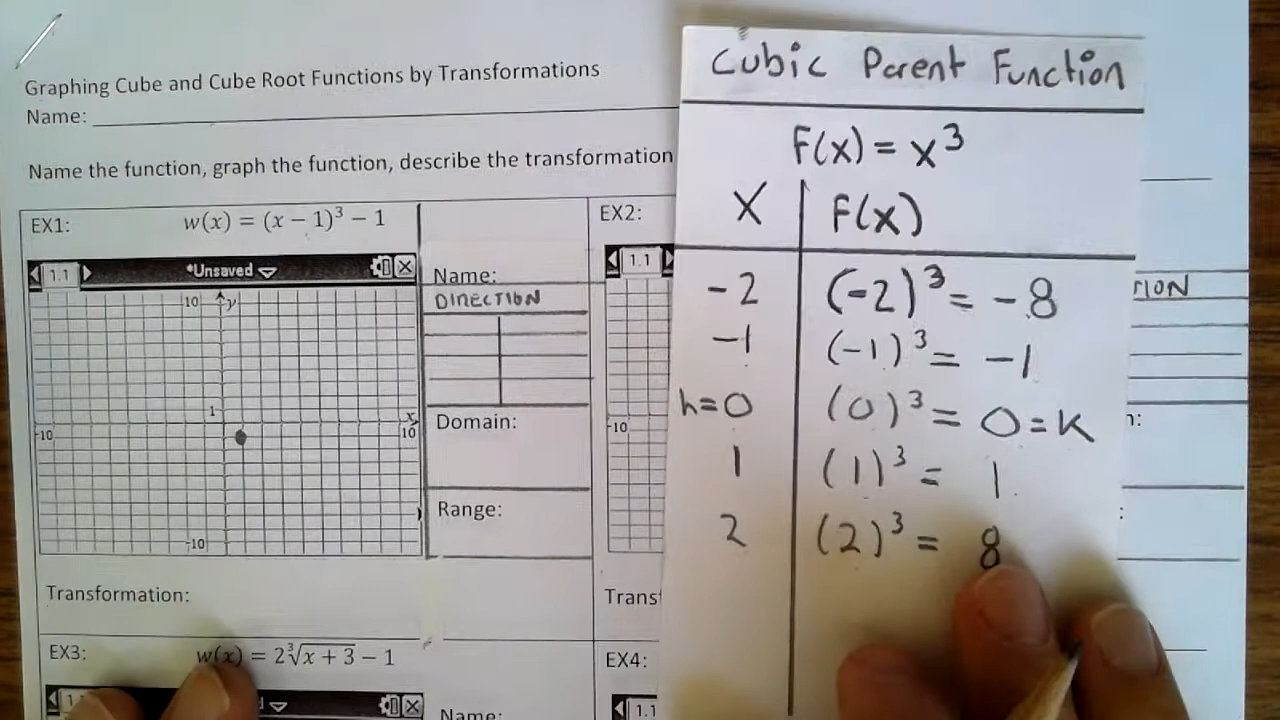 Graphing Cube and Cube Root Functions by Transformations
Name:
Name the function, graph the function, describe the transformation
EX1: w(x) = (x − 1)³ − 1
1.1 *Unsaved
10 y
1
x
-10 10
-10
Name:
DIRECTION
Domain:
Range:
Transformation:
EX2:
1.1
-10
Trans
EX3: w(x) = 2∛x + 3 − 1
Name:
EX4:
1.1
Cubic Parent Function
F(x) = x³
X F(x)
-2 (-2)³ = -8
-1 (-1)³ = -1
h=0 (0)³ = 0 = K
1 (1)³ = 1
2 (2)³ = 8